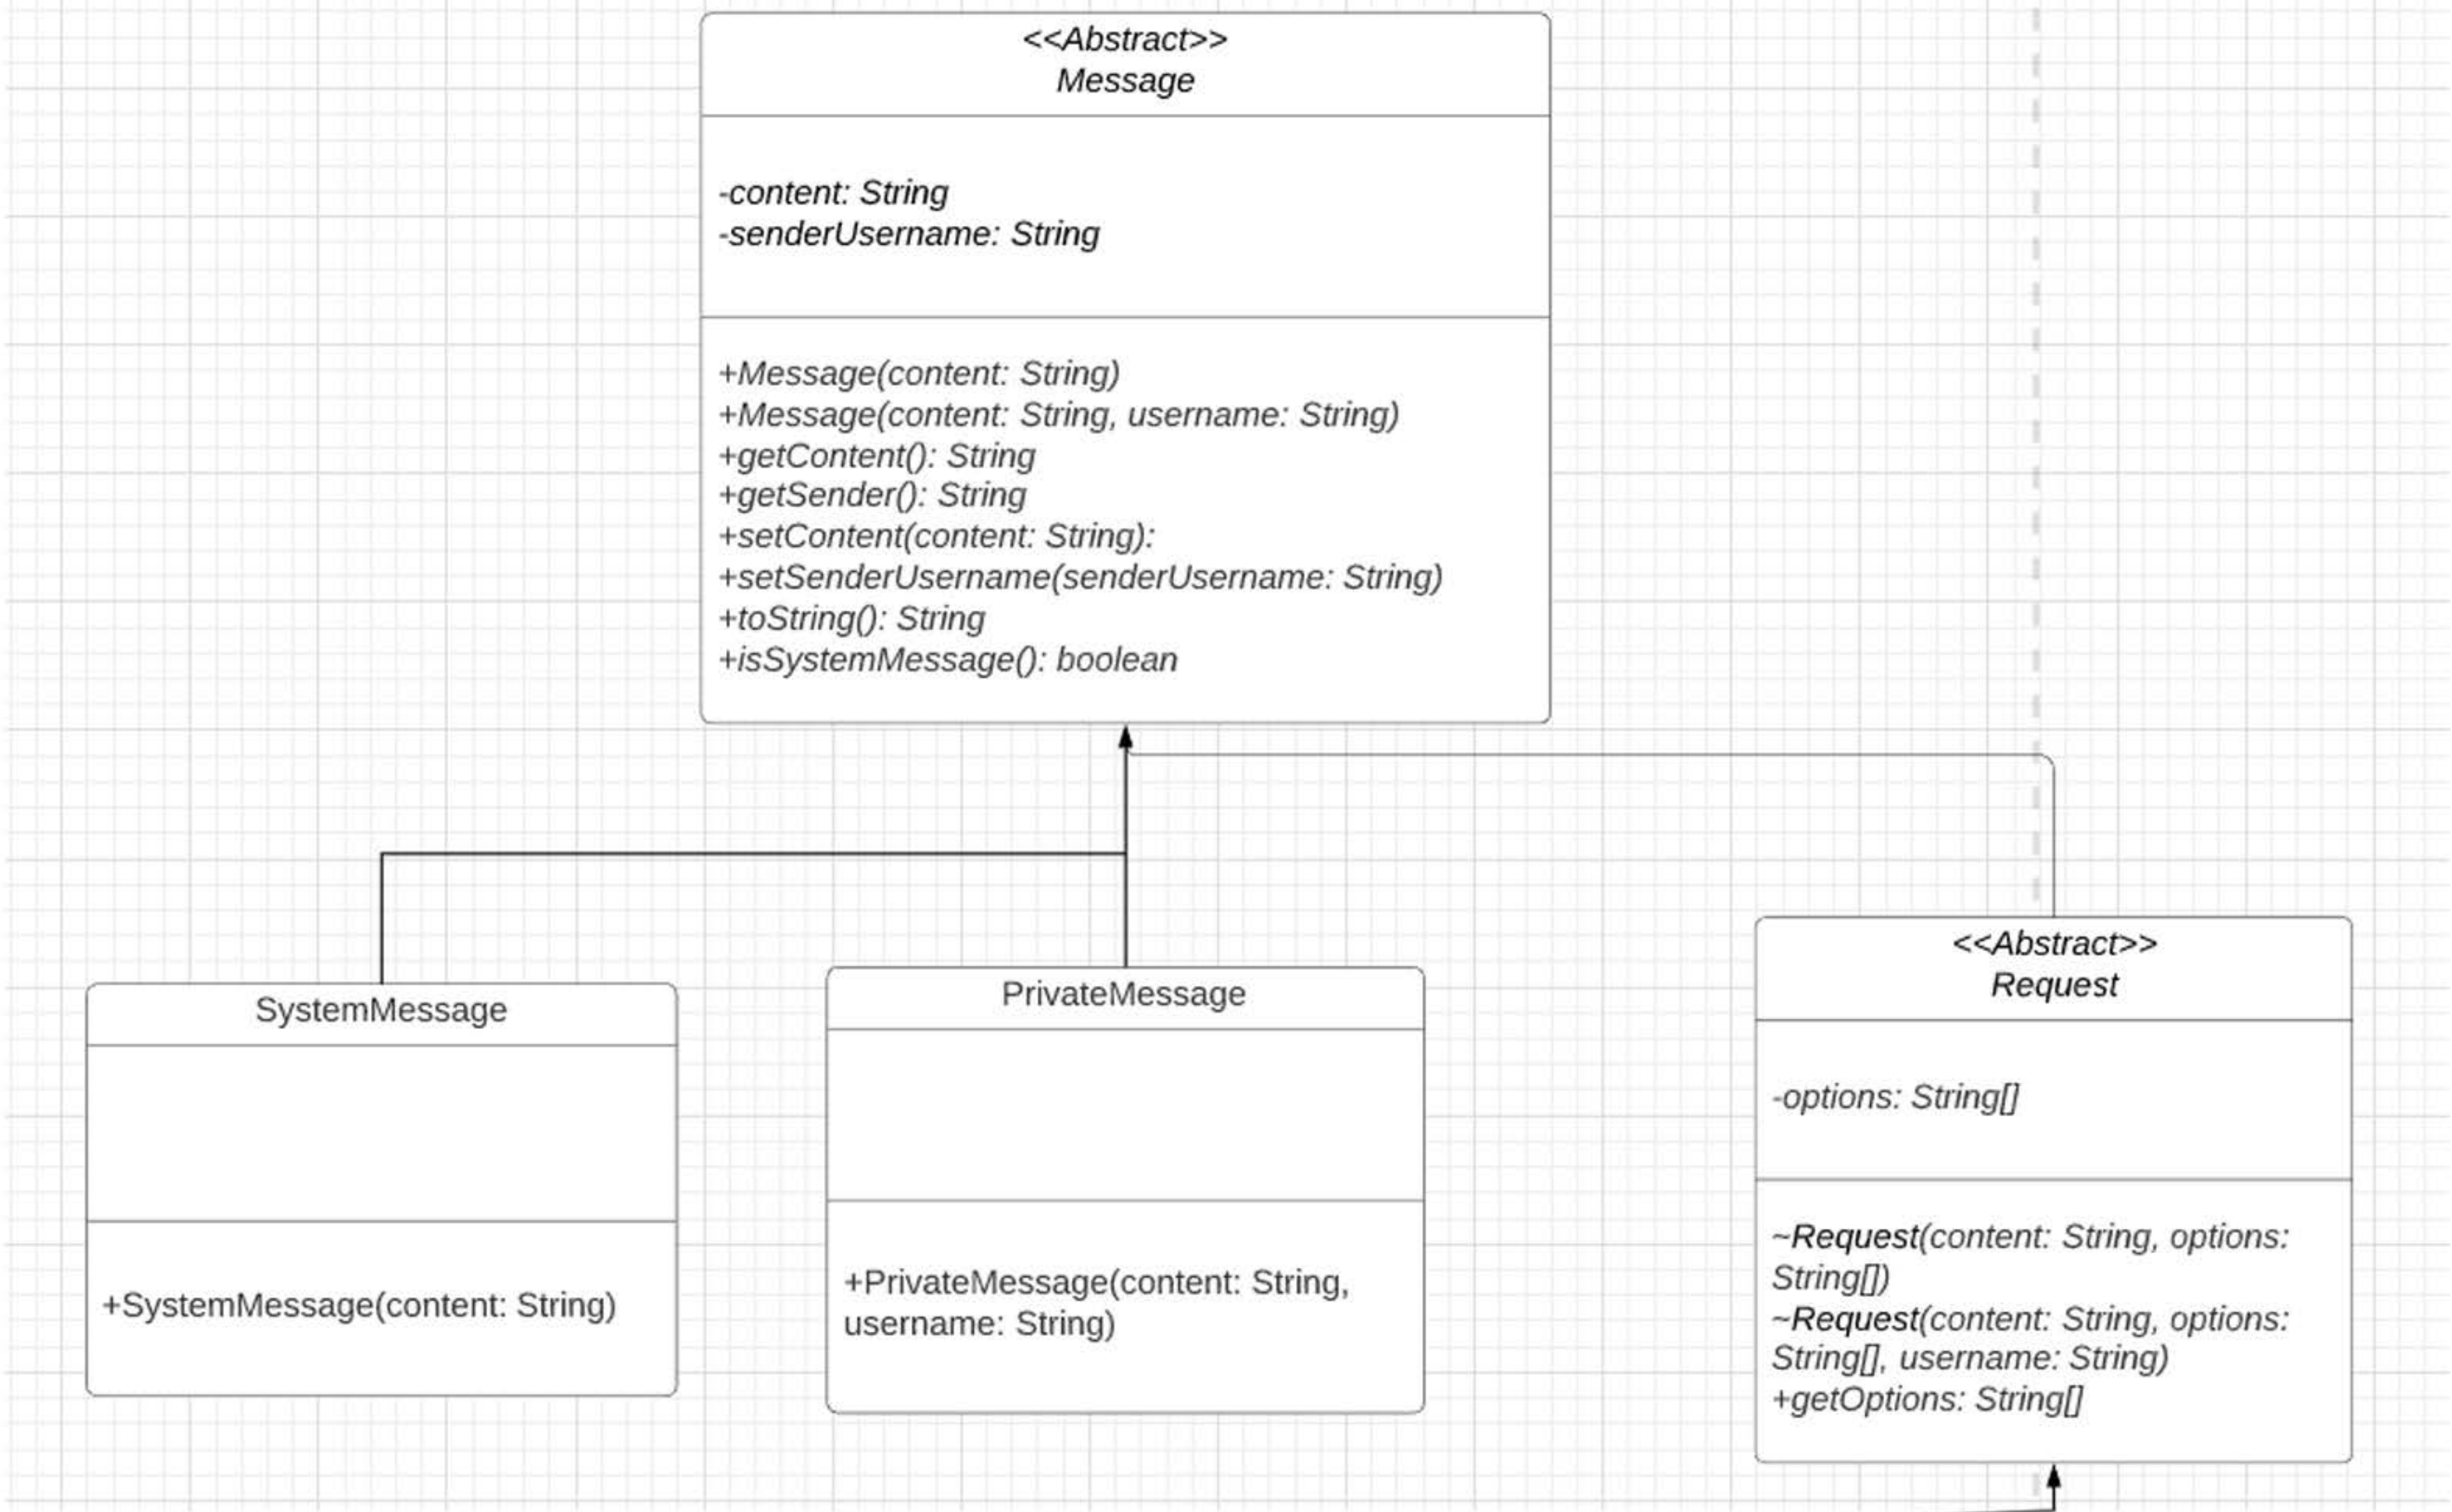 <<Abstract>>
Message
-content: String
-senderUsername: String
+Message(content: String)
+Message(content: String, username: String)
+getContent(): String
+getSender(): String
+setContent(content: String):
+setSenderUsername(senderUsername: String)
+toString(): String
+isSystemMessage(): boolean
SystemMessage
+SystemMessage(content: String)
PrivateMessage
+PrivateMessage(content: String,
username: String)
<<Abstract>>
Request
-options: String[]
~Request(content: String, options:
String[])
~Request(content: String, options:
String[], username: String)
+getOptions: String[]